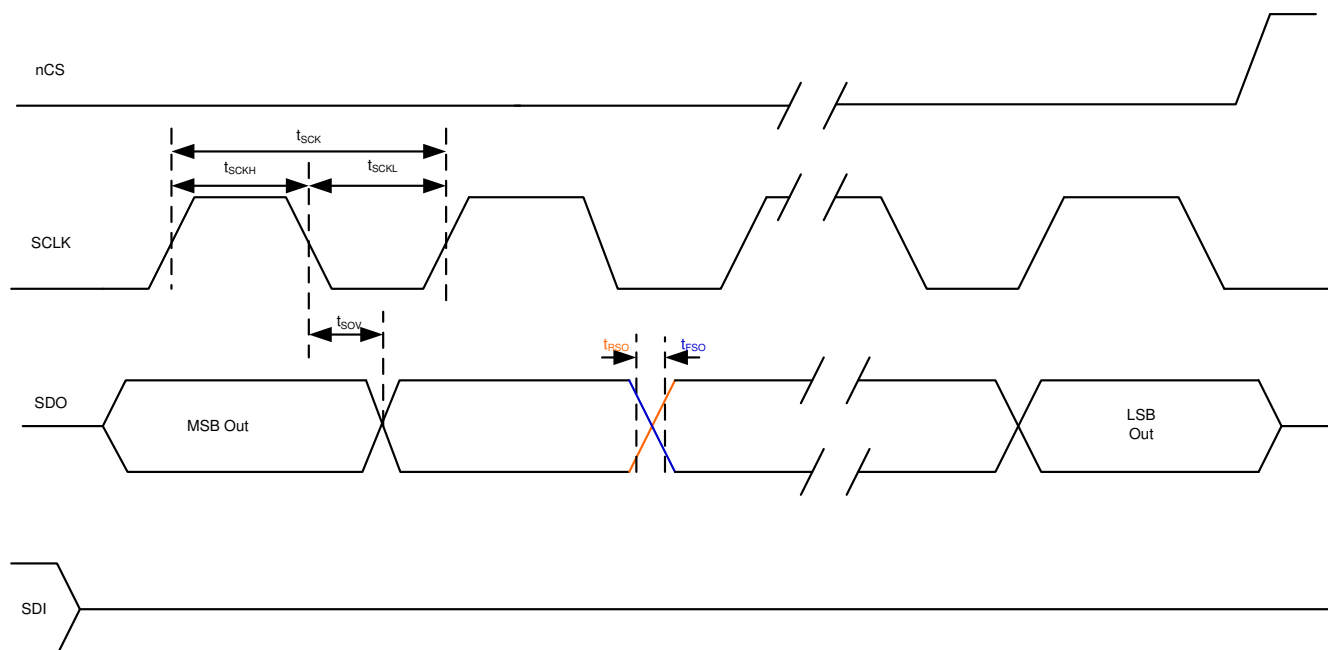 nCS
tSCK
tSCKH
tSCKL
SCLK
tSOV
tRSO
tFSO
SDO
MSB Out
LSB
Out
SDI